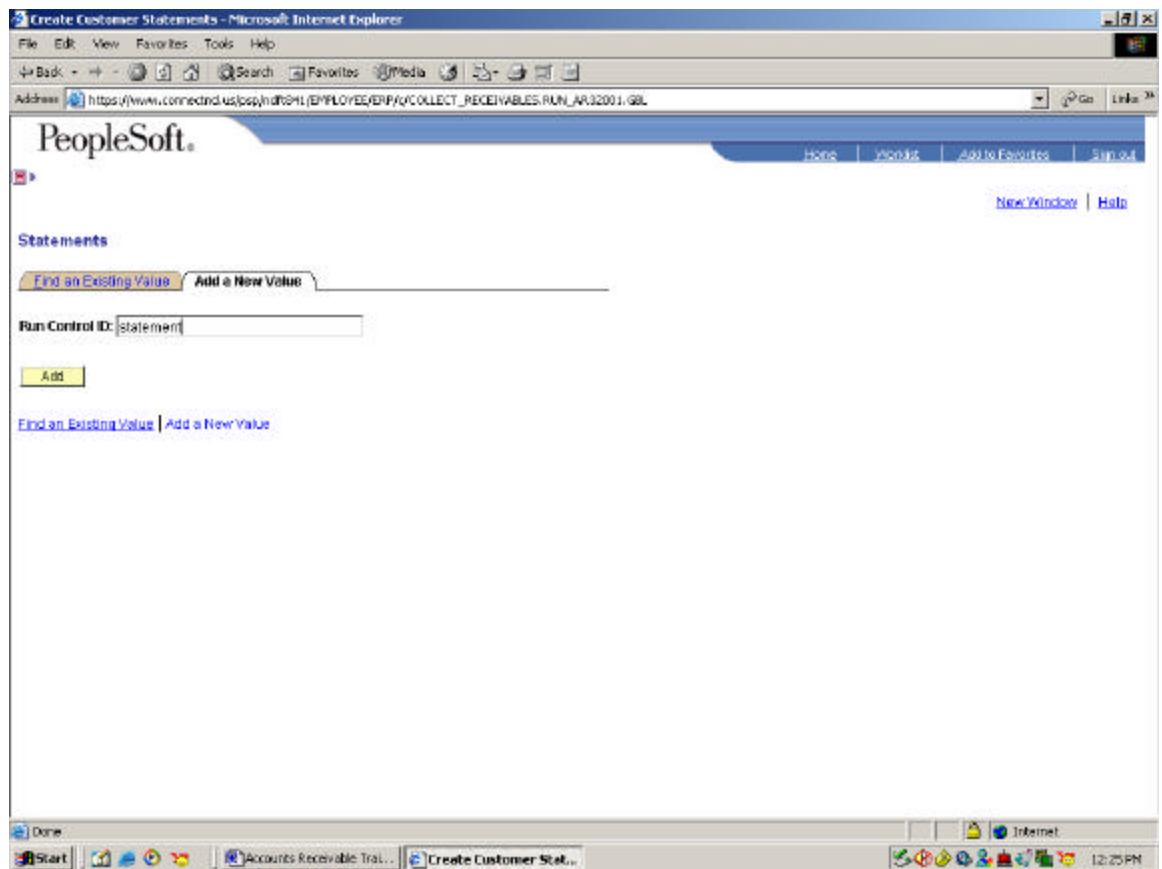 Create Customer Statements - Microsoft Internet Explorer
File Edit View Favorites Tools Help
Back Search Favorites Media
Address https://www.connectnd.us/psp/ndft841/EMPLOYEE/ERP/c/COLLECT_RECEIVABLES.RUN_AR32001.GBL Go Links »
PeopleSoft.
Home Worklist Add to Favorites Sign out
New Window Help
Statements
Find an Existing Value Add a New Value
Run Control ID: statement
Add
Find an Existing Value | Add a New Value
Done Internet
Start Accounts Receivable Trai... Create Customer Stat... 12:25 PM